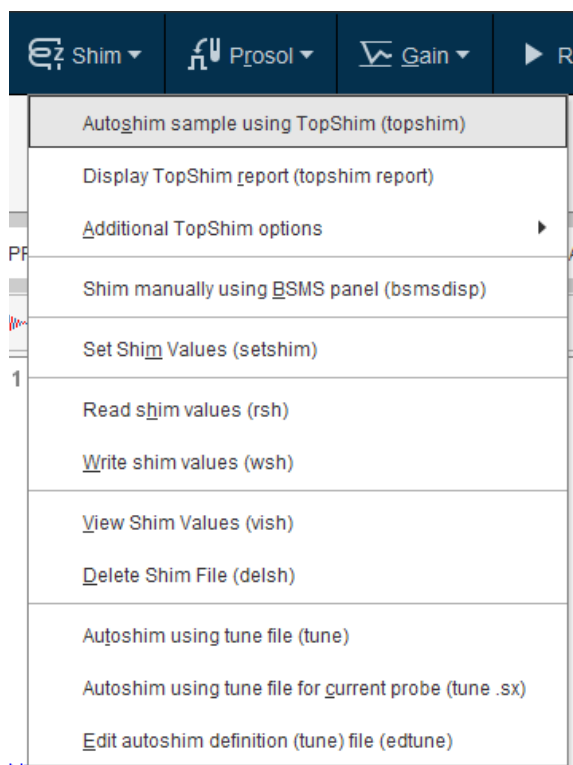 Shim Prosol Gain R
Autoshim sample using TopShim (topshim)
Display TopShim report (topshim report)
Additional TopShim options
Shim manually using BSMS panel (bsmsdisp)
Set Shim Values (setshim)
1
Read shim values (rsh)
Write shim values (wsh)
View Shim Values (vish)
Delete Shim File (delsh)
Autoshim using tune file (tune)
Autoshim using tune file for current probe (tune .sx)
Edit autoshim definition (tune) file (edtune)